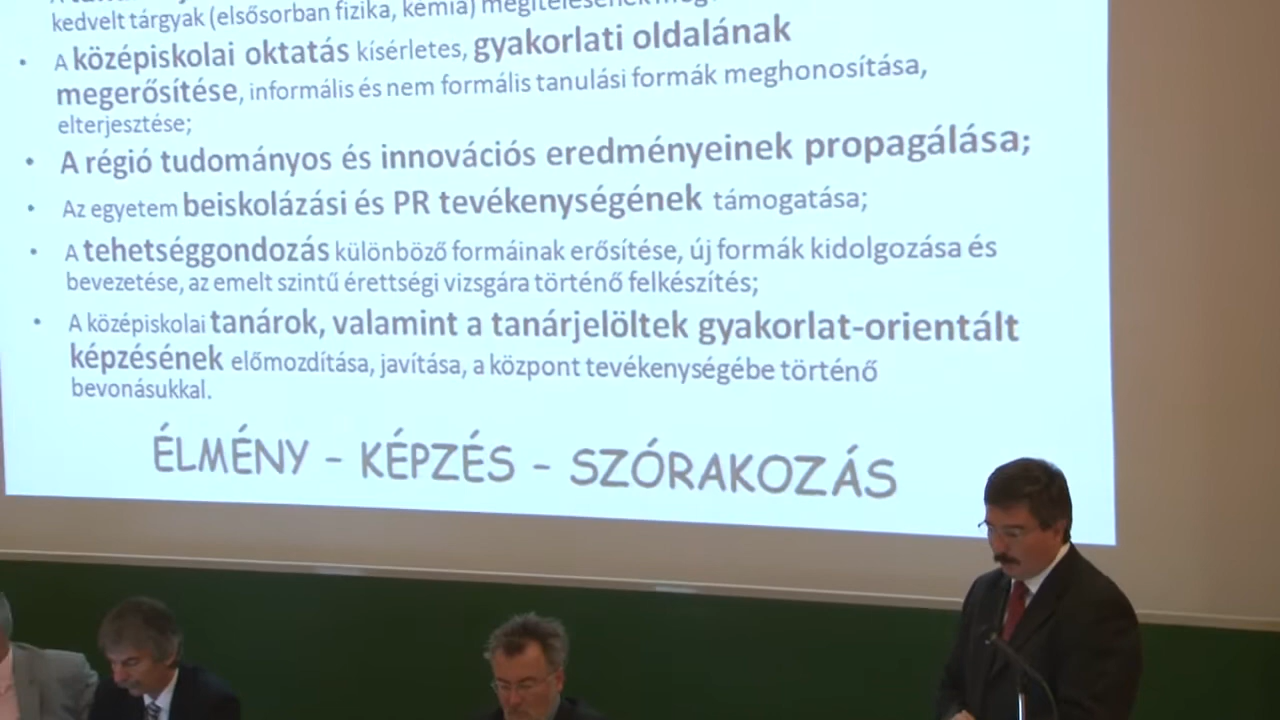 kedvelt tárgyak (elsősorban fizika, kémia)
• A középiskolai oktatás kísérletes, gyakorlati oldalának
megerősítése, informális és nem formális tanulási formák meghonosítása,
elterjesztése;
• A régió tudományos és innovációs eredményeinek propagálása;
• Az egyetem beiskolázási és PR tevékenységének támogatása;
• A tehetséggondozás különböző formáinak erősítése, új formák kidolgozása és
bevezetése, az emelt szintű érettségi vizsgára történő felkészítés;
• A középiskolai tanárok, valamint a tanárjelöltek gyakorlat-orientált
képzésének előmozdítása, javítása, a központ tevékenységébe történő
bevonásukkal.
ÉLMÉNY - KÉPZÉS - SZÓRAKOZÁS